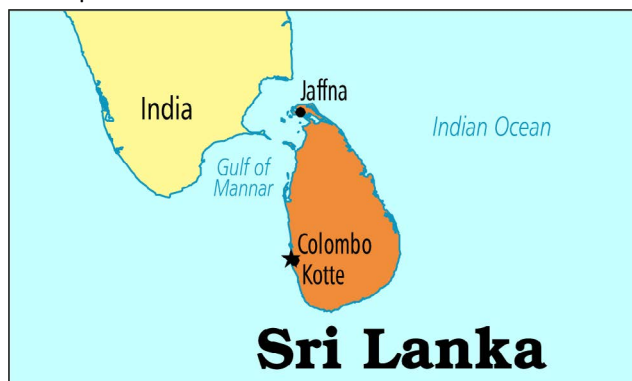 Jaffna
India
Indian Ocean
Gulf of
Mannar
Colombo
Kotte
Sri Lanka